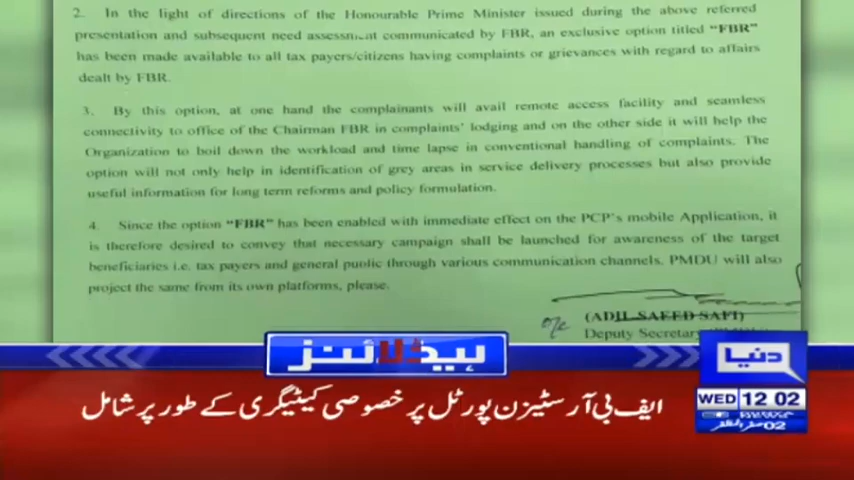 2. In the light of directions of the Honourable Prime Minister issued during the above referred
presentation and subsequent need assessment communicated by FBR, an exclusive option titled “FBR”
has been made available to all tax payers/citizens having complaints or grievances with regard to affairs
dealt by FBR.
3. By this option, at one hand the complainants will avail remote access facility and seamless
connectivity to office of the Chairman FBR in complaints' lodging and on the other side it will help the
Organization to boil down the workload and time lapse in conventional handling of complaints. The
option will not only help in identification of grey areas in service delivery processes but also provide
useful information for long term reforms and policy formulation.
4. Since the option “FBR” has been enabled with immediate effect on the PCP's mobile Application, it
is therefore desired to convey that necessary campaign shall be launched for awareness of the target
beneficiaries i.e. tax payers and general public through various communication channels. PMDU will also
project the same from its own platforms, please.
(ADIL SAEED SAFI)
Deputy Secretary
ہیڈلائنز
دنیا
WED 12 02
02 صفر المظفر
ایف بی آر سٹیزن پورٹل پر خصوصی کیٹیگری کے طور پر شامل